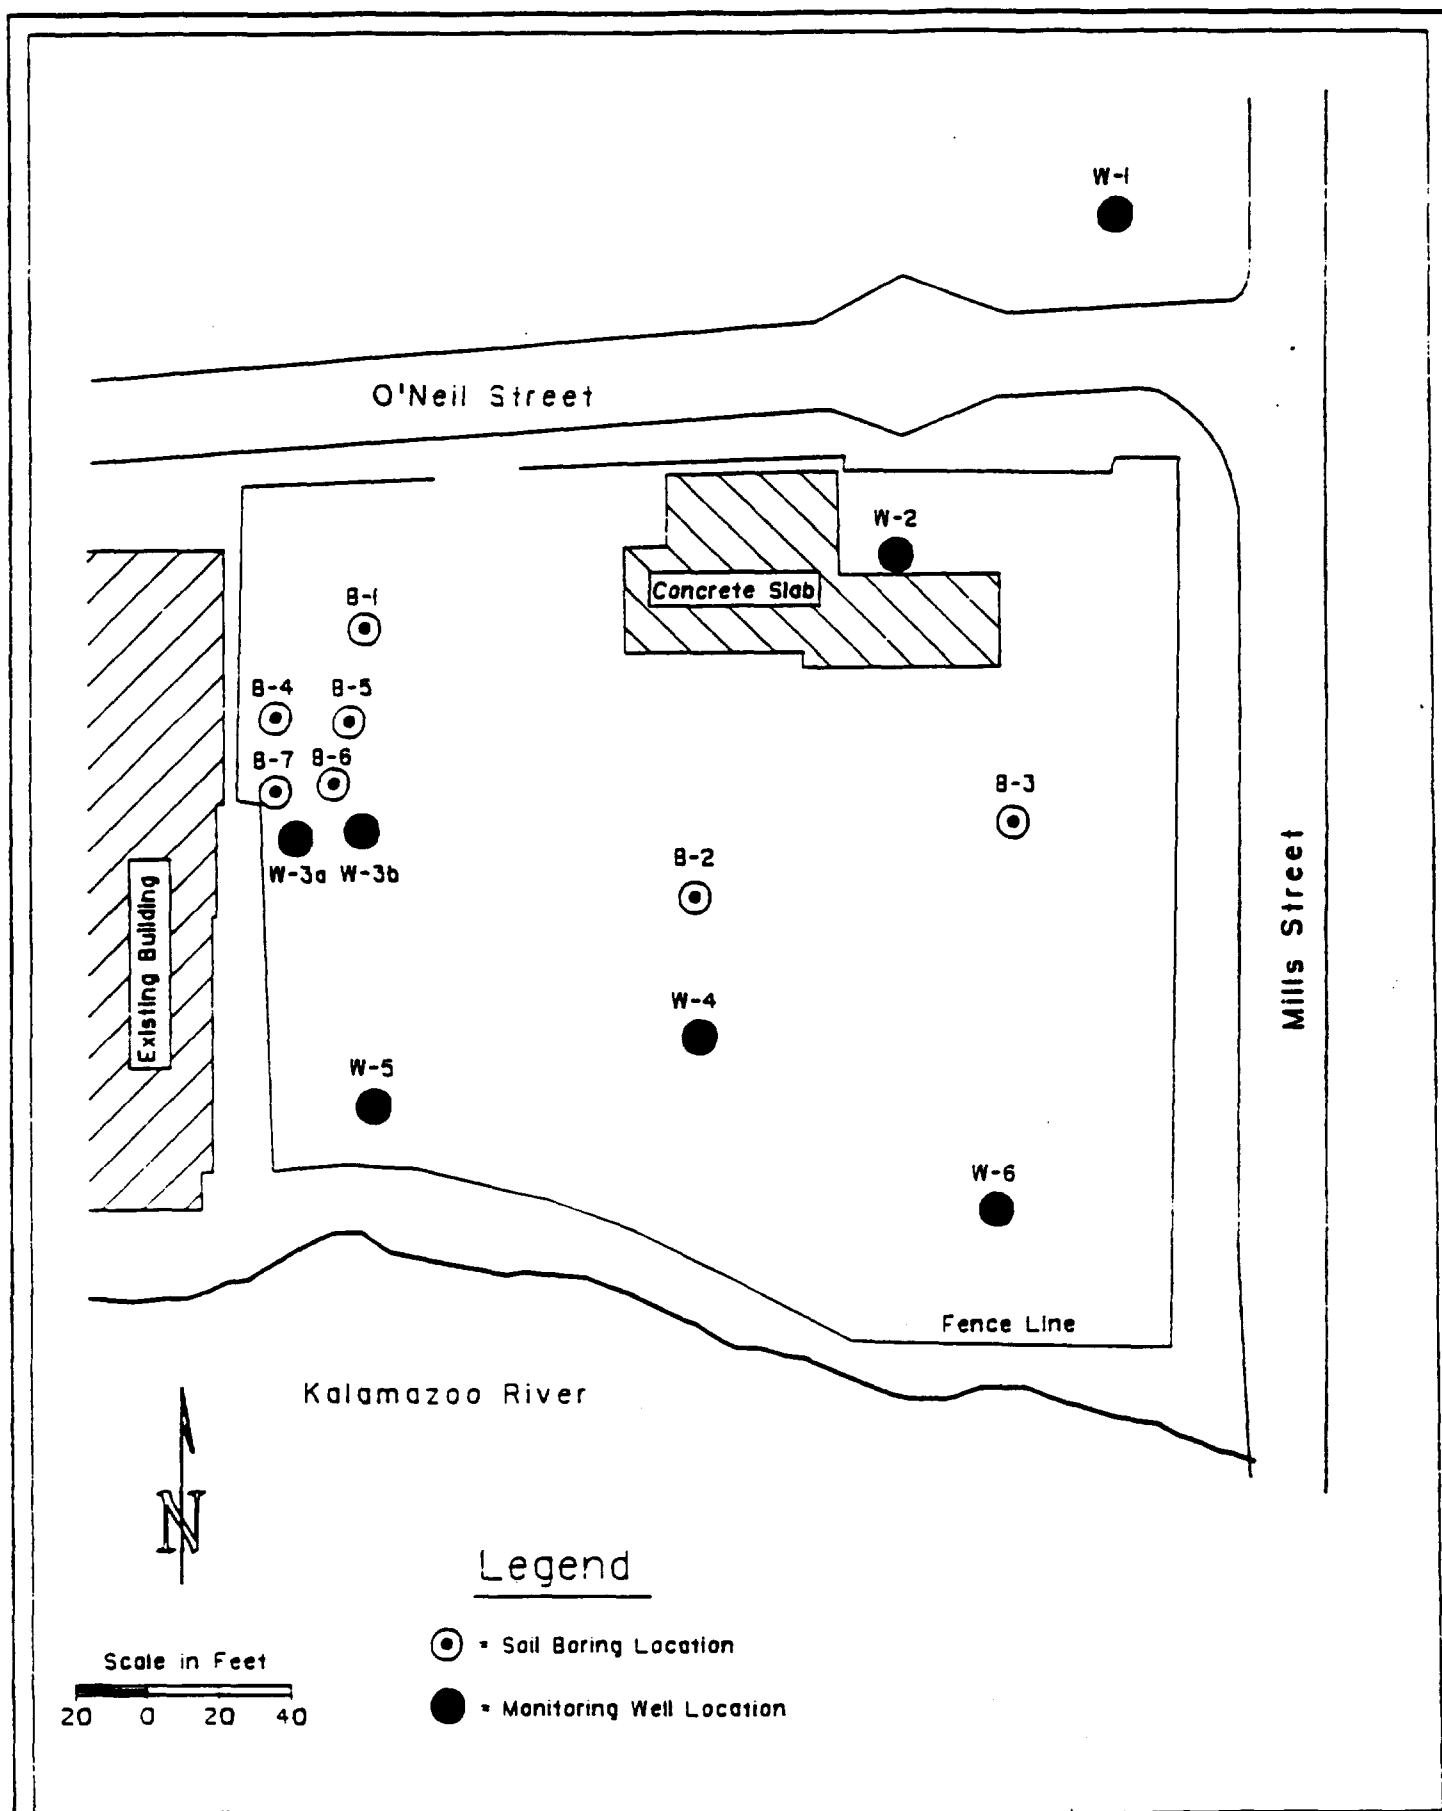 W-1
O'Neil Street
W-2
Concrete Slab
B-1
B-4
B-5
B-7
B-6
B-3
W-3a
W-3b
B-2
Existing Building
Mills Street
W-4
W-5
W-6
Fence Line
Kalamazoo River
N
Legend
= Soil Boring Location
Scale in Feet
20 0 20 40
= Monitoring Well Location